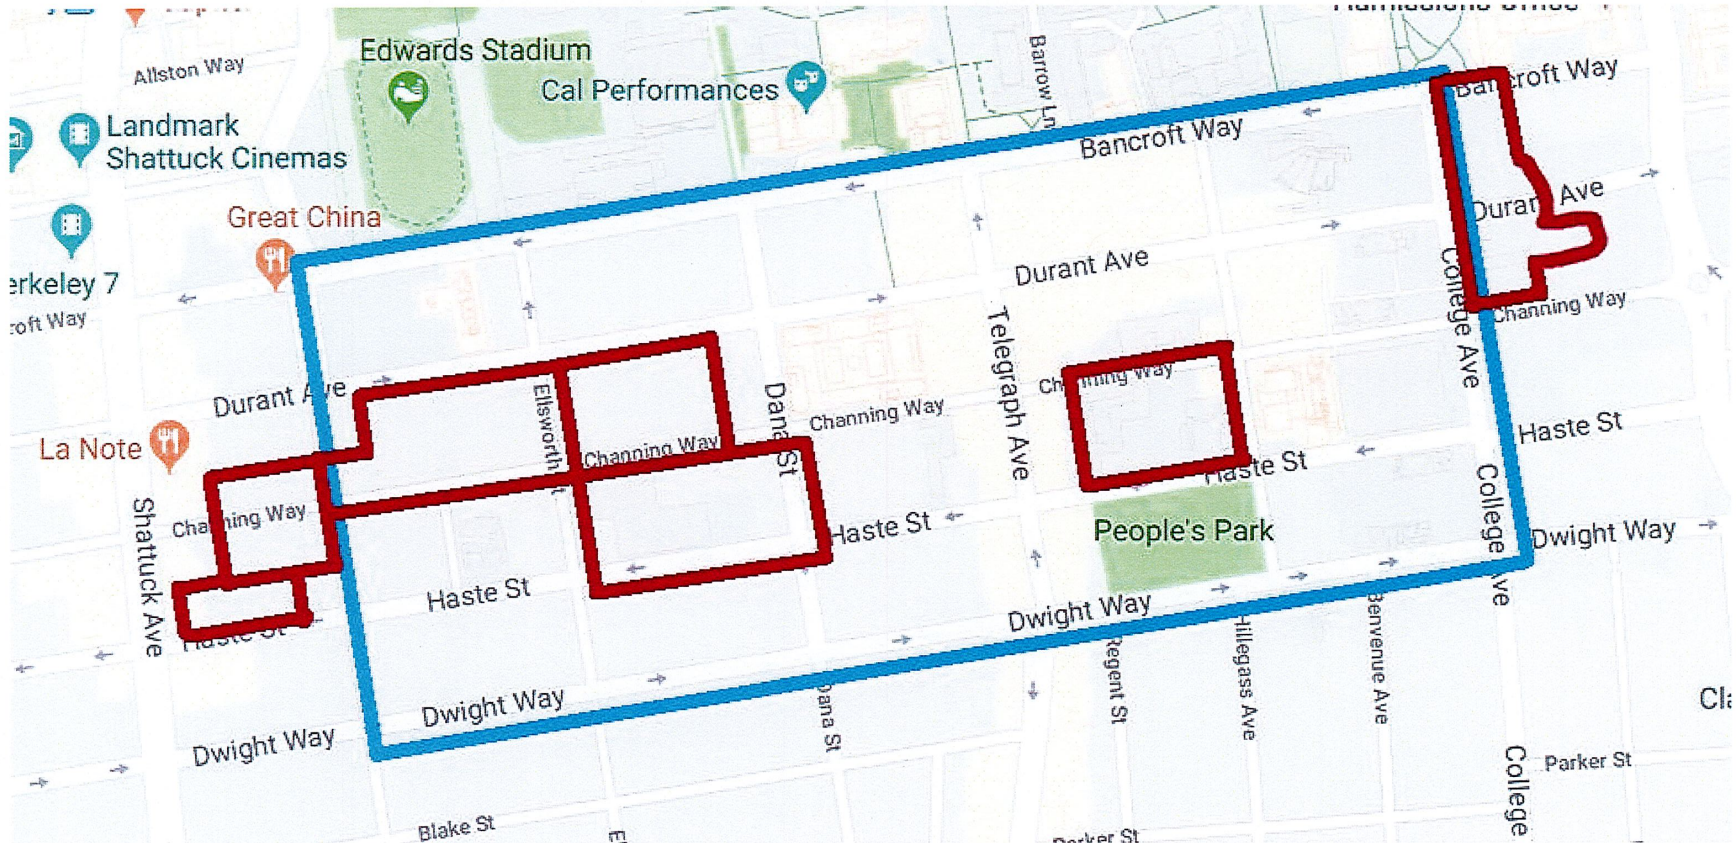 Allston Way
Edwards Stadium
Cal Performances
Barrow Ln
Bancroft Way
Landmark
Shattuck Cinemas
Bancroft Way
Great China
Durant Ave
erkeley 7
roft Way
Durant Ave
College Ave
Channing Way
Telegraph Ave
Durant Ave
Ellsworth
Dana St
Channing Way
Channing Way
Channing Way
La Note
Haste St
Haste St
Shattuck Ave
Channing Way
College Ave
Haste St
People's Park
Dwight Way
Haste St
Haste St
Dwight Way
Regent St
Hillegass Ave
Benvenue Ave
Dwight Way
Dwight Way
Dana St
Cla
College
Parker St
Blake St
Parker St